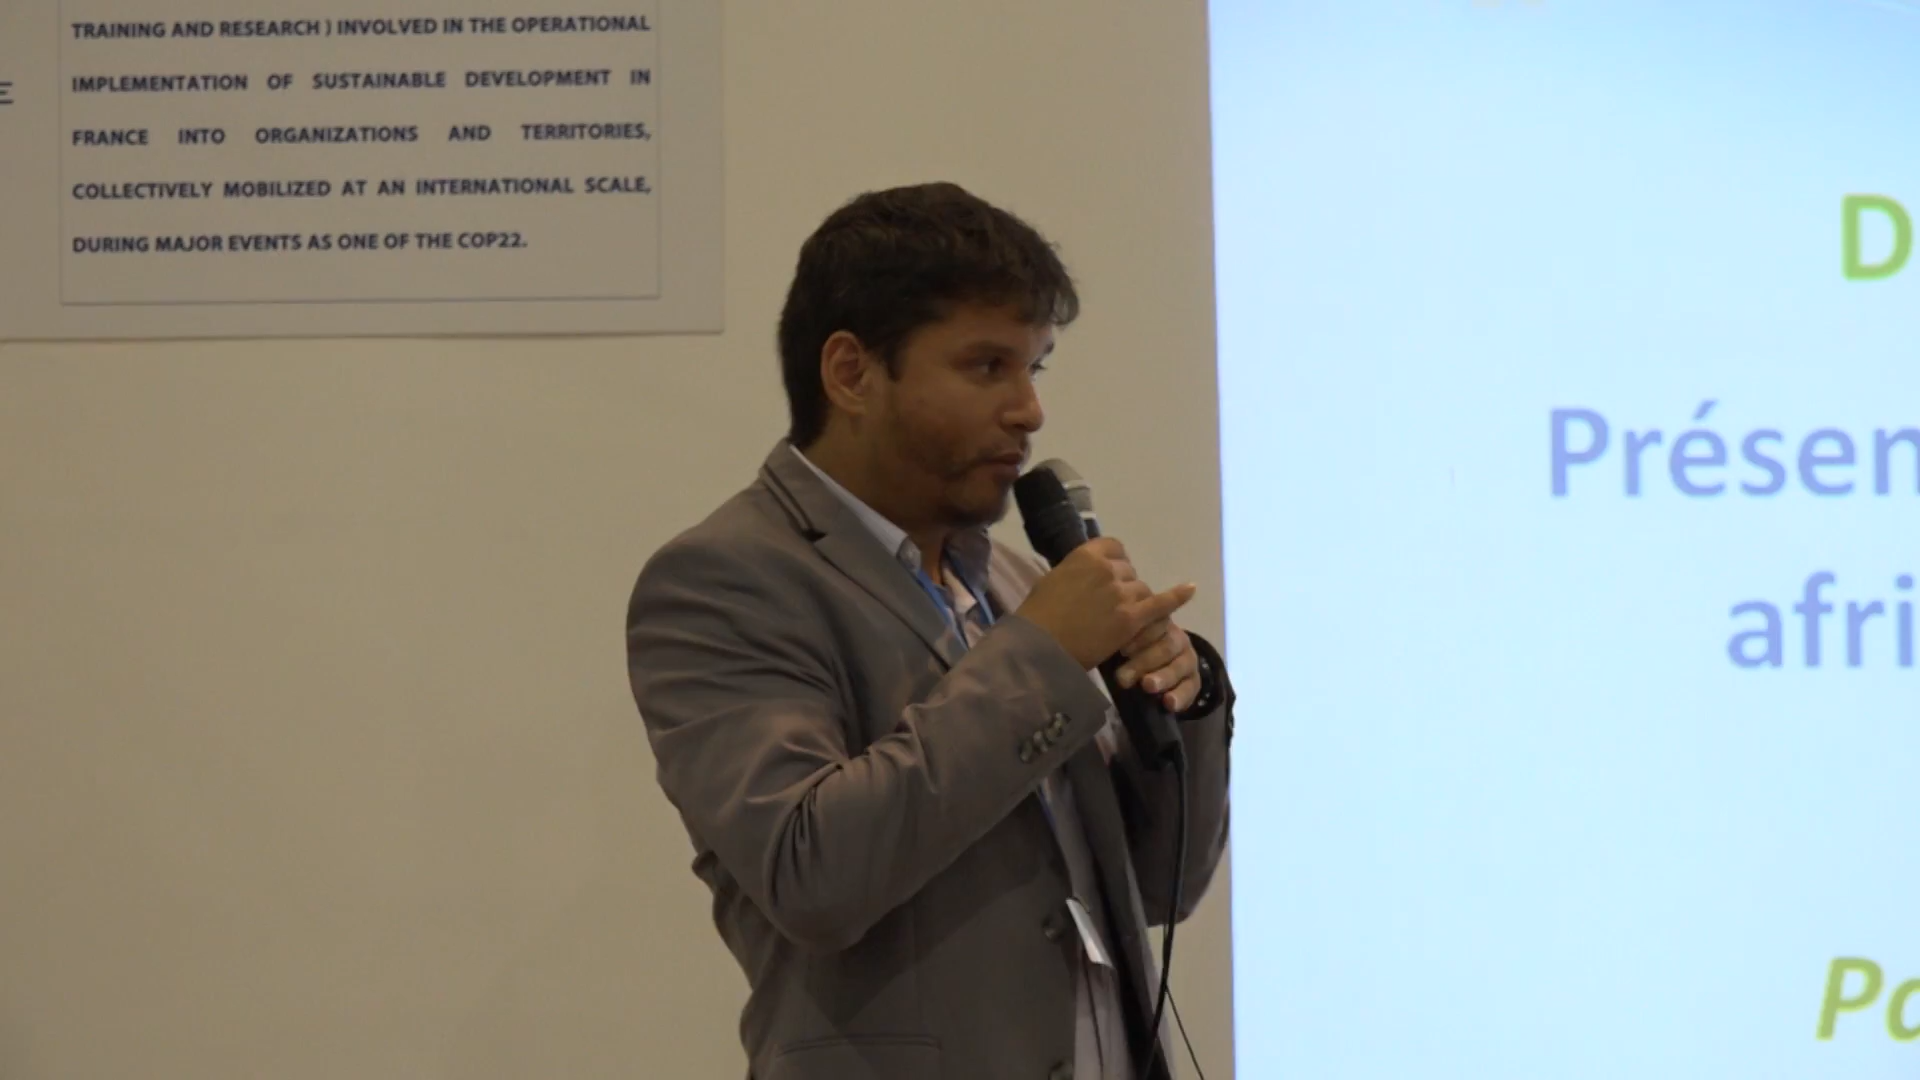 E
TRAINING AND RESEARCH ) INVOLVED IN THE OPERATIONAL
IMPLEMENTATION OF SUSTAINABLE DEVELOPMENT IN
FRANCE INTO ORGANIZATIONS AND TERRITORIES,
COLLECTIVELY MOBILIZED AT AN INTERNATIONAL SCALE,
DURING MAJOR EVENTS AS ONE OF THE COP22.
D
Présen
afri
Po